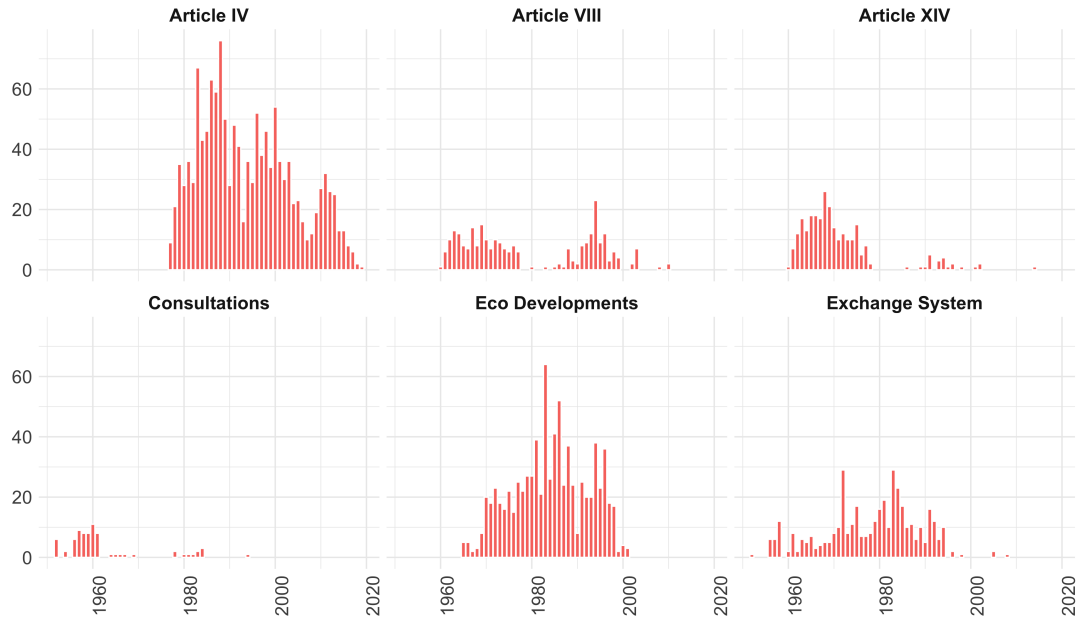 Article IV Article VIII Article XIV
60
40
20
0
Consultations Eco Developments Exchange System
60
40
20
0
1960 1980 2000 2020 1960 1980 2000 2020 1960 1980 2000 2020